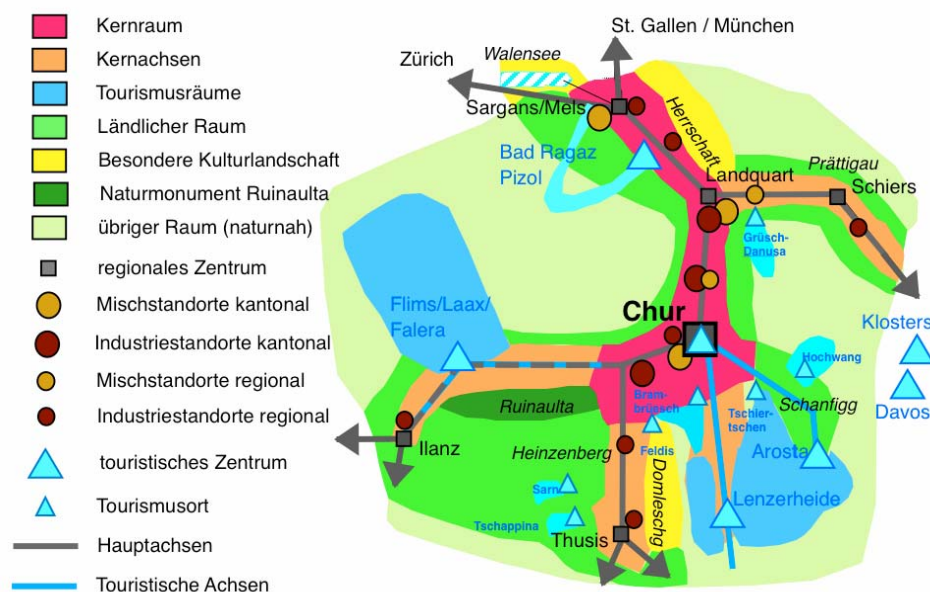 Kernraum
Kernachsen
Tourismusräume
Ländlicher Raum
Besondere Kulturlandschaft
Naturmonument Ruinaulta
übriger Raum (naturnah)
regionales Zentrum
Mischstandorte kantonal
Industriestandorte kantonal
Mischstandorte regional
Industriestandorte regional
touristisches Zentrum
Tourismusort
Hauptachsen
Touristische Achsen
St. Gallen / München
Walensee
Zürich
Sargans/Mels
Herrschaft
Bad Ragaz
Pizol
Landquart
Prättigau
Schiers
Grüsch-
Danusa
Flims/Laax/
Falera
Chur
Klosters
Davos
Hochwang
Bram-
brüesch
Tschier-
tschen
Schanfigg
Ruinaulta
Ilanz
Heinzenberg
Feldis
Domleschg
Arosta
Lenzerheide
Sarn
Tschappina
Thusis